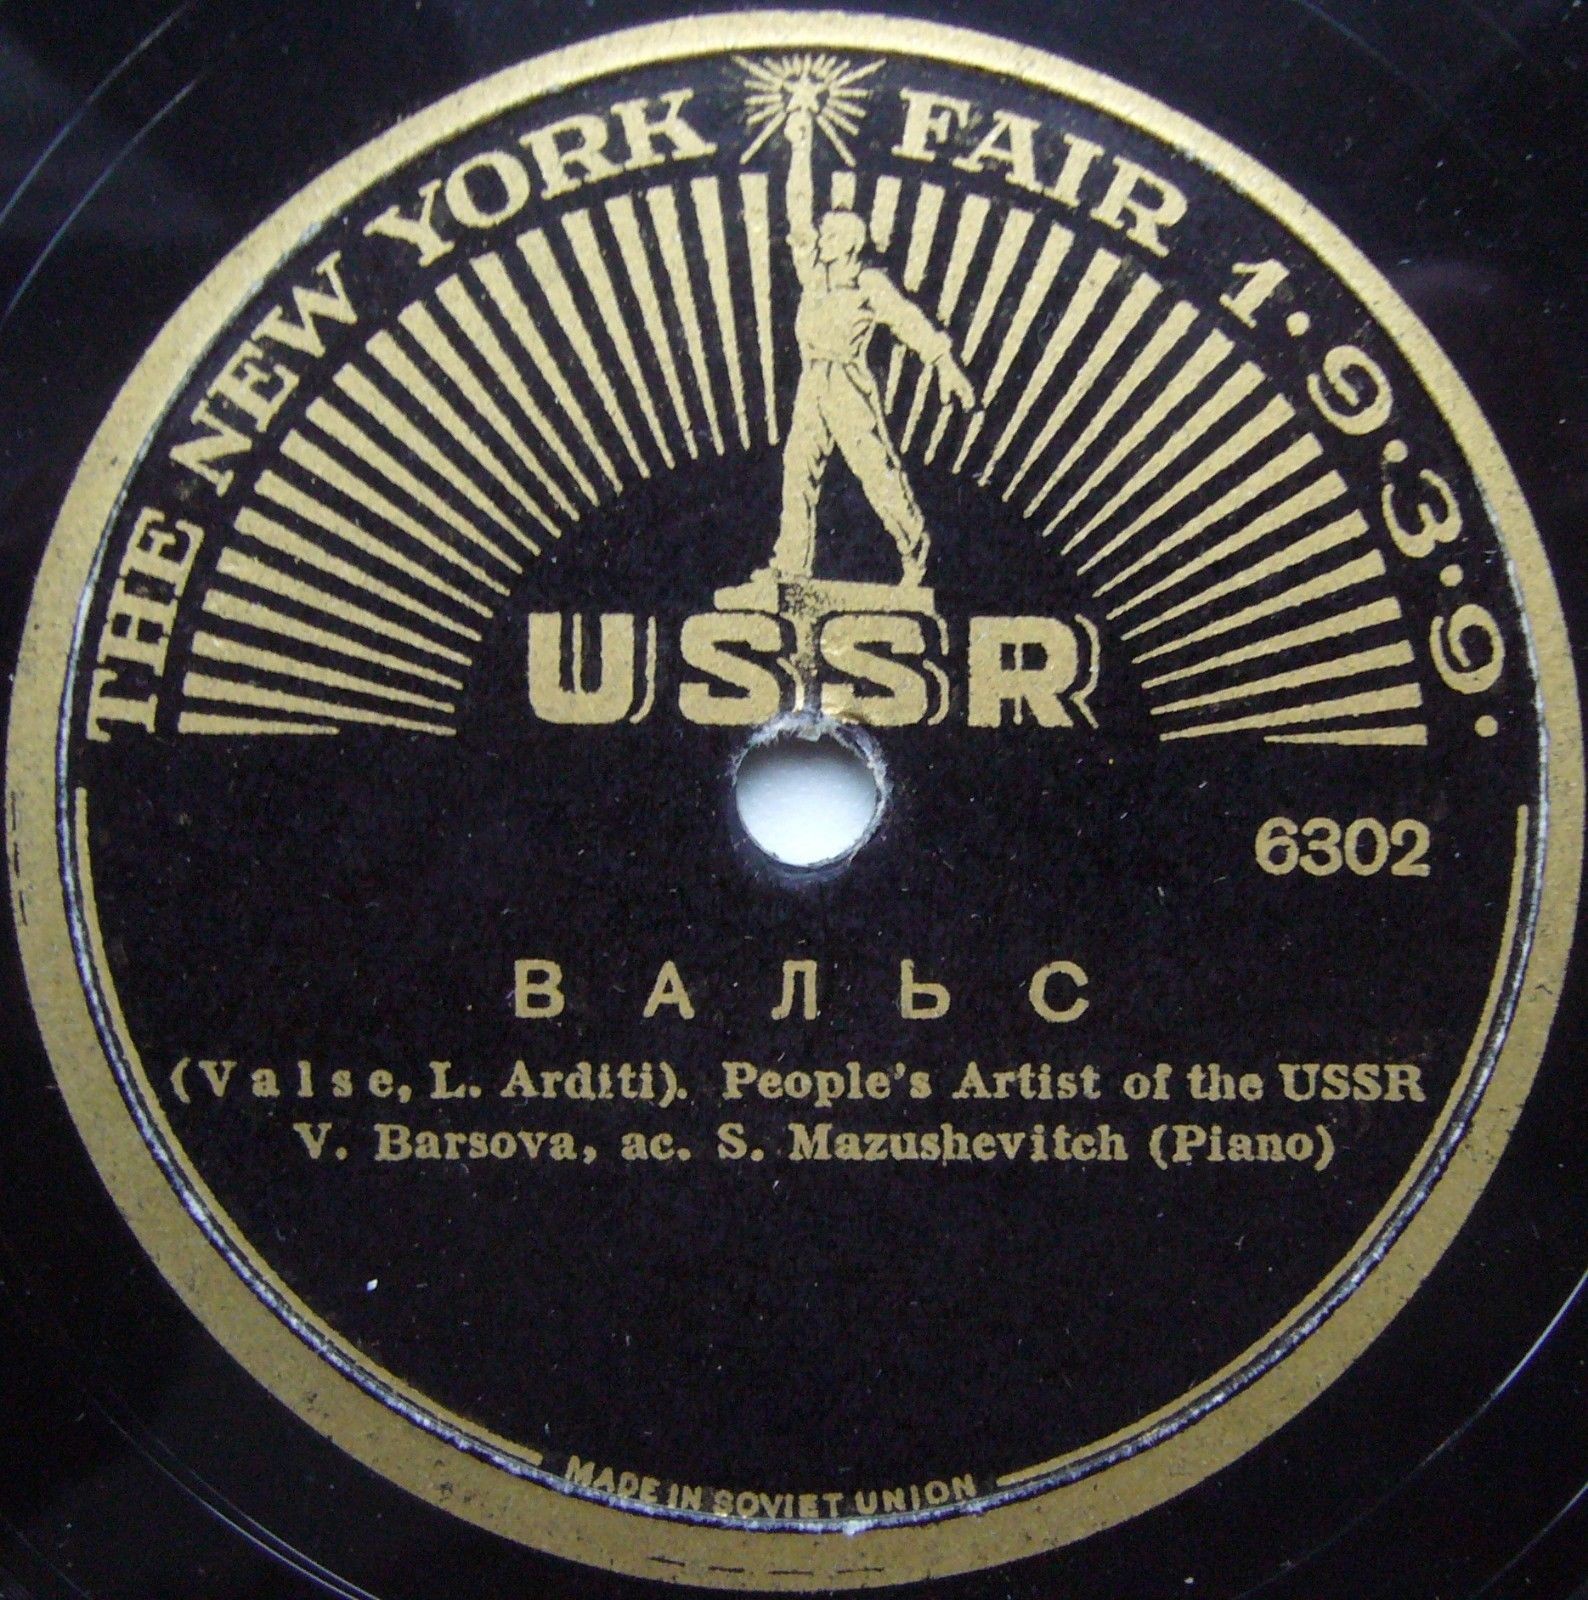 THE NEW YORK FAIR 1·9·3·9·
USSR
6302
ВАЛЬС
(Valse, L. Arditi). People's Artist of the USSR
V. Barsova, ac. S. Mazushevitch (Piano)
MADE IN SOVIET UNION